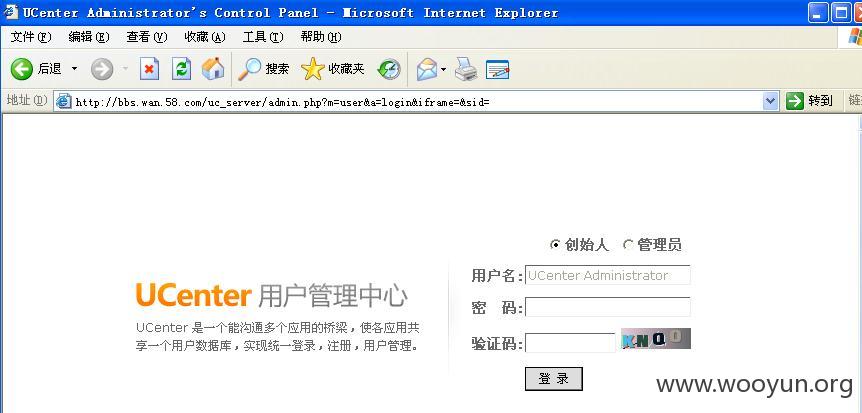 UCenter Administrator's Control Panel - Microsoft Internet Explorer
文件(F) 编辑(E) 查看(V) 收藏(A) 工具(T) 帮助(H)
后退 搜索 收藏夹
地址(D) http://bbs.wan.58.com/uc_server/admin.php?m=user&a=login&iframe=&sid= 转到
创始人 管理员
用户名: UCenter Administrator
密 码:
验证码: KNQQ
登 录
UCenter 用户管理中心
UCenter 是一个能沟通多个应用的桥梁，使各应用共
享一个用户数据库，实现统一登录，注册，用户管理。
www.wooyun.org